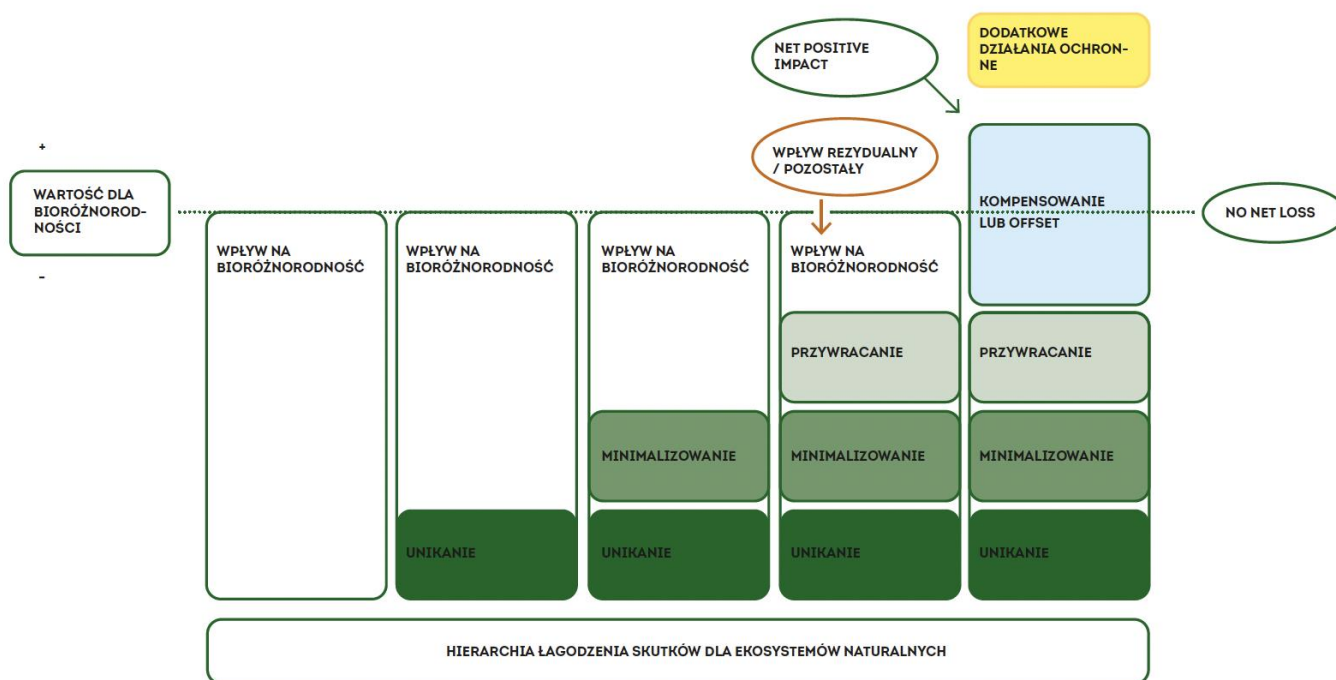 NET POSITIVE
IMPACT
DODATKOWE
DZIAŁANIA OCHRON-
NE
+
WARTOŚĆ DLA
BIORÓŻNOROD-
NOŚCI
-
WPŁYW REZYDUALNY
/ POZOSTAŁY
KOMPENSOWANIE
LUB OFFSET
NO NET LOSS
WPŁYW NA
BIORÓŻNORODNOŚĆ
WPŁYW NA
BIORÓŻNORODNOŚĆ
WPŁYW NA
BIORÓŻNORODNOŚĆ
WPŁYW NA
BIORÓŻNORODNOŚĆ
PRZYWRACANIE
PRZYWRACANIE
MINIMALIZOWANIE
MINIMALIZOWANIE
MINIMALIZOWANIE
UNIKANIE
UNIKANIE
UNIKANIE
UNIKANIE
HIERARCHIA ŁAGODZENIA SKUTKÓW DLA EKOSYSTEMÓW NATURALNYCH